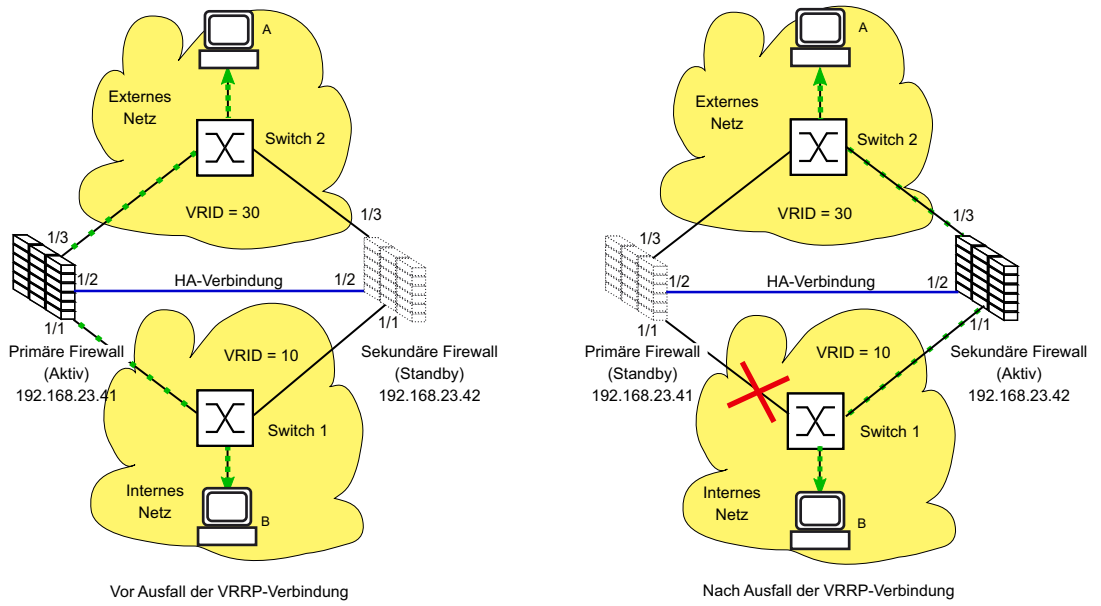 A
Externes
Netz
Switch 2
VRID = 30
1/3
1/3
1/2
HA-Verbindung
1/2
1/1
1/1
Primäre Firewall
(Aktiv)
192.168.23.41
VRID = 10
Sekundäre Firewall
(Standby)
192.168.23.42
Switch 1
Internes
Netz
B
Vor Ausfall der VRRP-Verbindung
A
Externes
Netz
Switch 2
VRID = 30
1/3
1/3
1/2
HA-Verbindung
1/2
1/1
1/1
Primäre Firewall
(Standby)
192.168.23.41
VRID = 10
Sekundäre Firewall
(Aktiv)
192.168.23.42
Switch 1
Internes
Netz
B
Nach Ausfall der VRRP-Verbindung